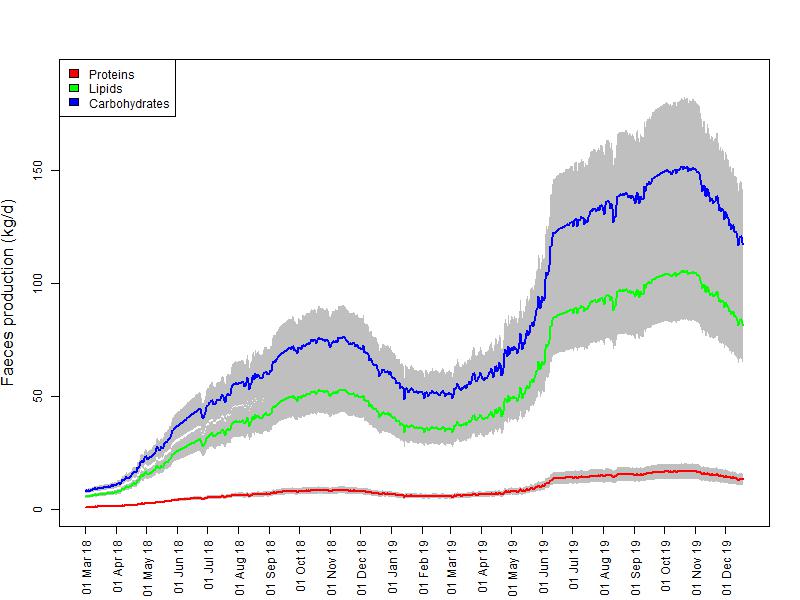 Proteins
Lipids
Carbohydrates
Faeces production (kg/d)
150
100
50
0
01 Mar 18
01 Apr 18
01 May 18
01 Jun 18
01 Jul 18
01 Aug 18
01 Sep 18
01 Oct 18
01 Nov 18
01 Dec 18
01 Jan 19
01 Feb 19
01 Mar 19
01 Apr 19
01 May 19
01 Jun 19
01 Jul 19
01 Aug 19
01 Sep 19
01 Oct 19
01 Nov 19
01 Dec 19